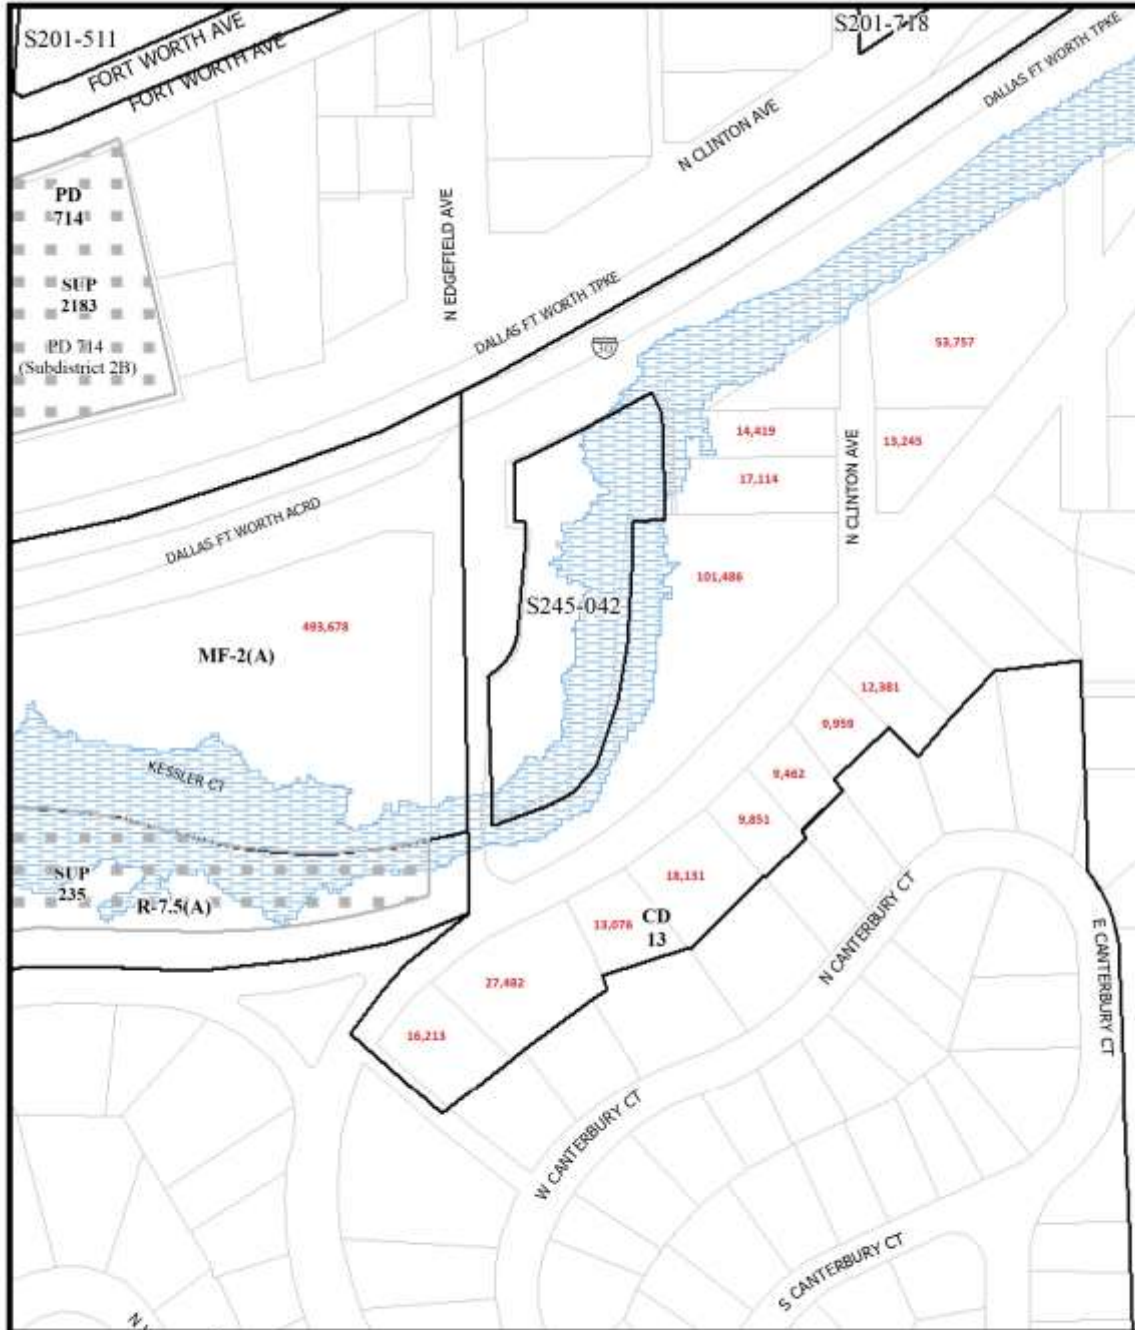 S201-511
S201-718
FORT WORTH AVE
FORT WORTH AVE
DALLAS FT WORTH TPKE
N CLINTON AVE
PD
714
N EDGEFIELD AVE
SUP
2183
DALLAS FT WORTH TPKE
30
PD 714
(Subdistrict 2B)
53,757
14,419
13,245
N CLINTON AVE
17,114
DALLAS FT WORTH ACRD
101,486
S245-042
493,678
MF-2(A)
12,381
9,959
KESSLER CT
9,462
9,851
SUP
235
R-7.5(A)
18,131
13,076
CD
13
N CANTERBURY CT
E CANTERBURY CT
27,482
16,213
W CANTERBURY CT
S CANTERBURY CT